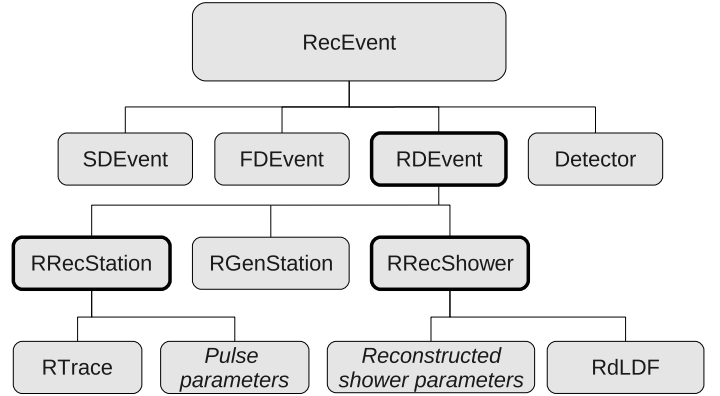 RecEvent
SDEvent
FDEvent
RDEvent
Detector
RRecStation
RGenStation
RRecShower
RTrace
Pulse
parameters
Reconstructed
shower parameters
RdLDF